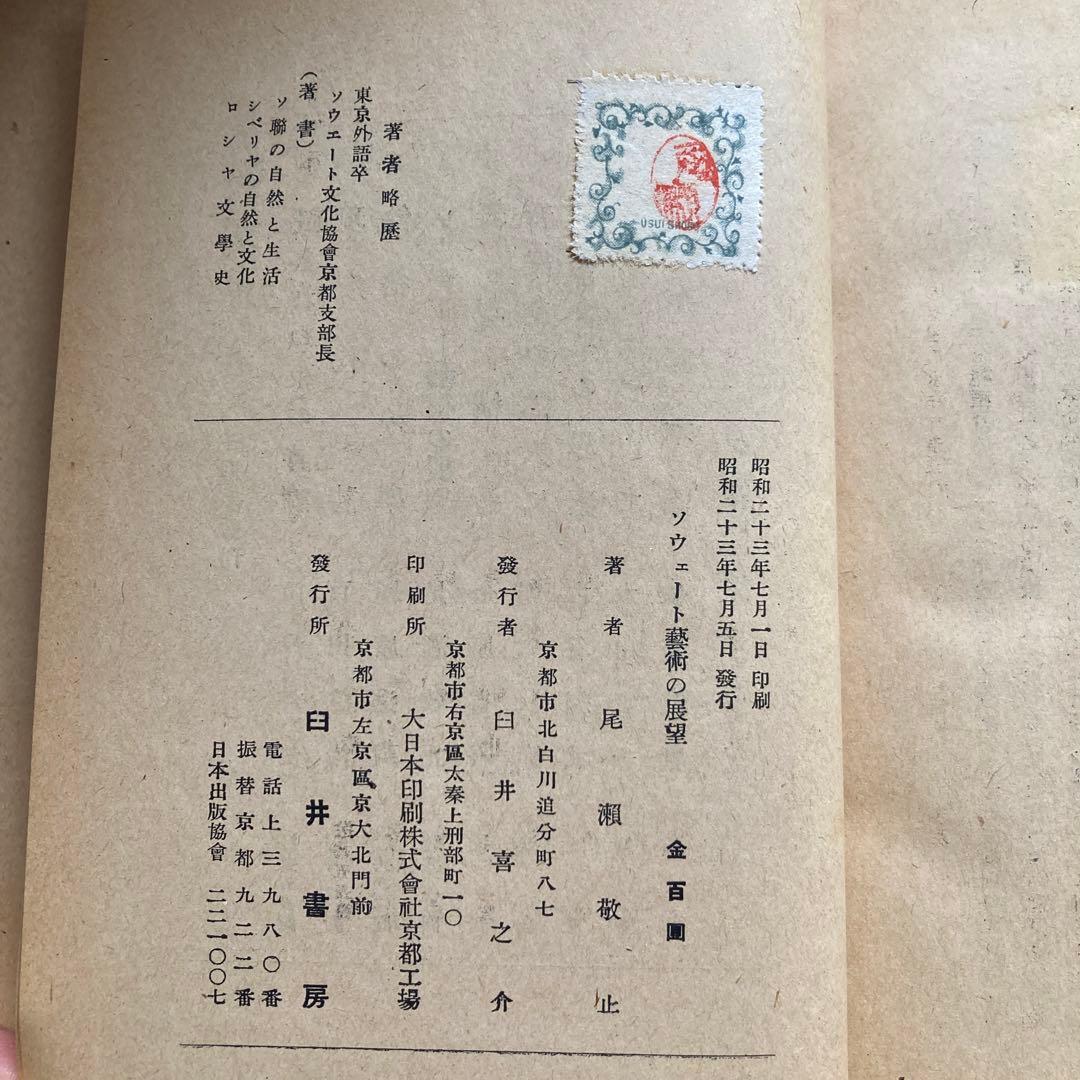 USUI SHOBO
著者略歷
東京外語卒
ソウエート文化協會京都支部長
(著書)
ソ聯の自然と生活
シベリヤの自然と文化
ロシヤ文學史
昭和二十三年七月一日印刷
昭和二十三年七月五日發行
ソウェート藝術の展望 金百圓
著者 尾瀨敬止
京都市北白川追分町八七
發行者 臼井喜之介
京都市右京區太秦上刑部町一〇
印刷所 大日本印刷株式會社京都工場
京都市左京區京大北門前
發行所 臼井書房
電話上三九八〇番
振替京都九二二番
日本出版協會 二二一〇〇七